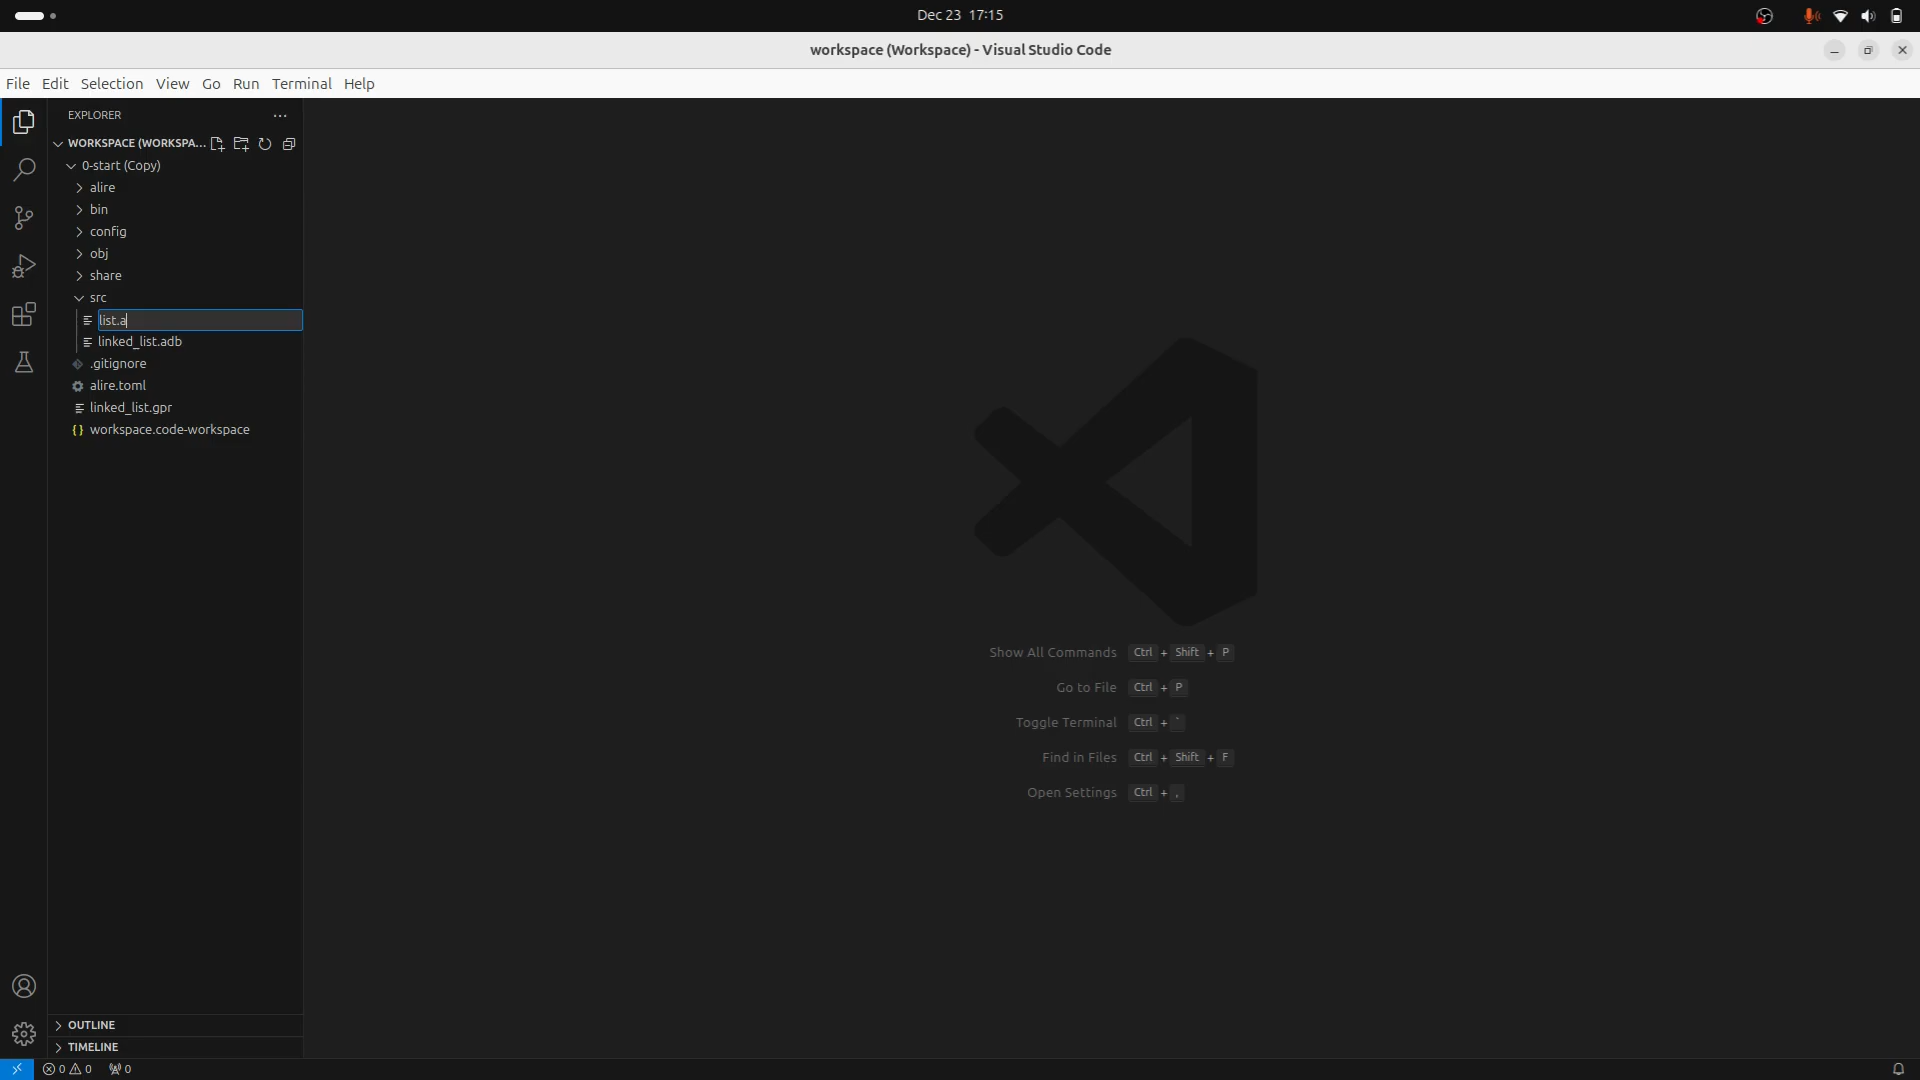 Dec 23 17:15
workspace (Workspace) - Visual Studio Code
File Edit Selection View Go Run Terminal Help
EXPLORER
WORKSPACE (WORKSPA...
0-start (Copy)
alire
bin
config
obj
share
src
list.a
linked_list.adb
.gitignore
alire.toml
linked_list.gpr
{} workspace.code-workspace
Show All Commands Ctrl + Shift + P
Go to File Ctrl + P
Toggle Terminal Ctrl + `
Find in Files Ctrl + Shift + F
Open Settings Ctrl + ,
OUTLINE
TIMELINE
0 0 0